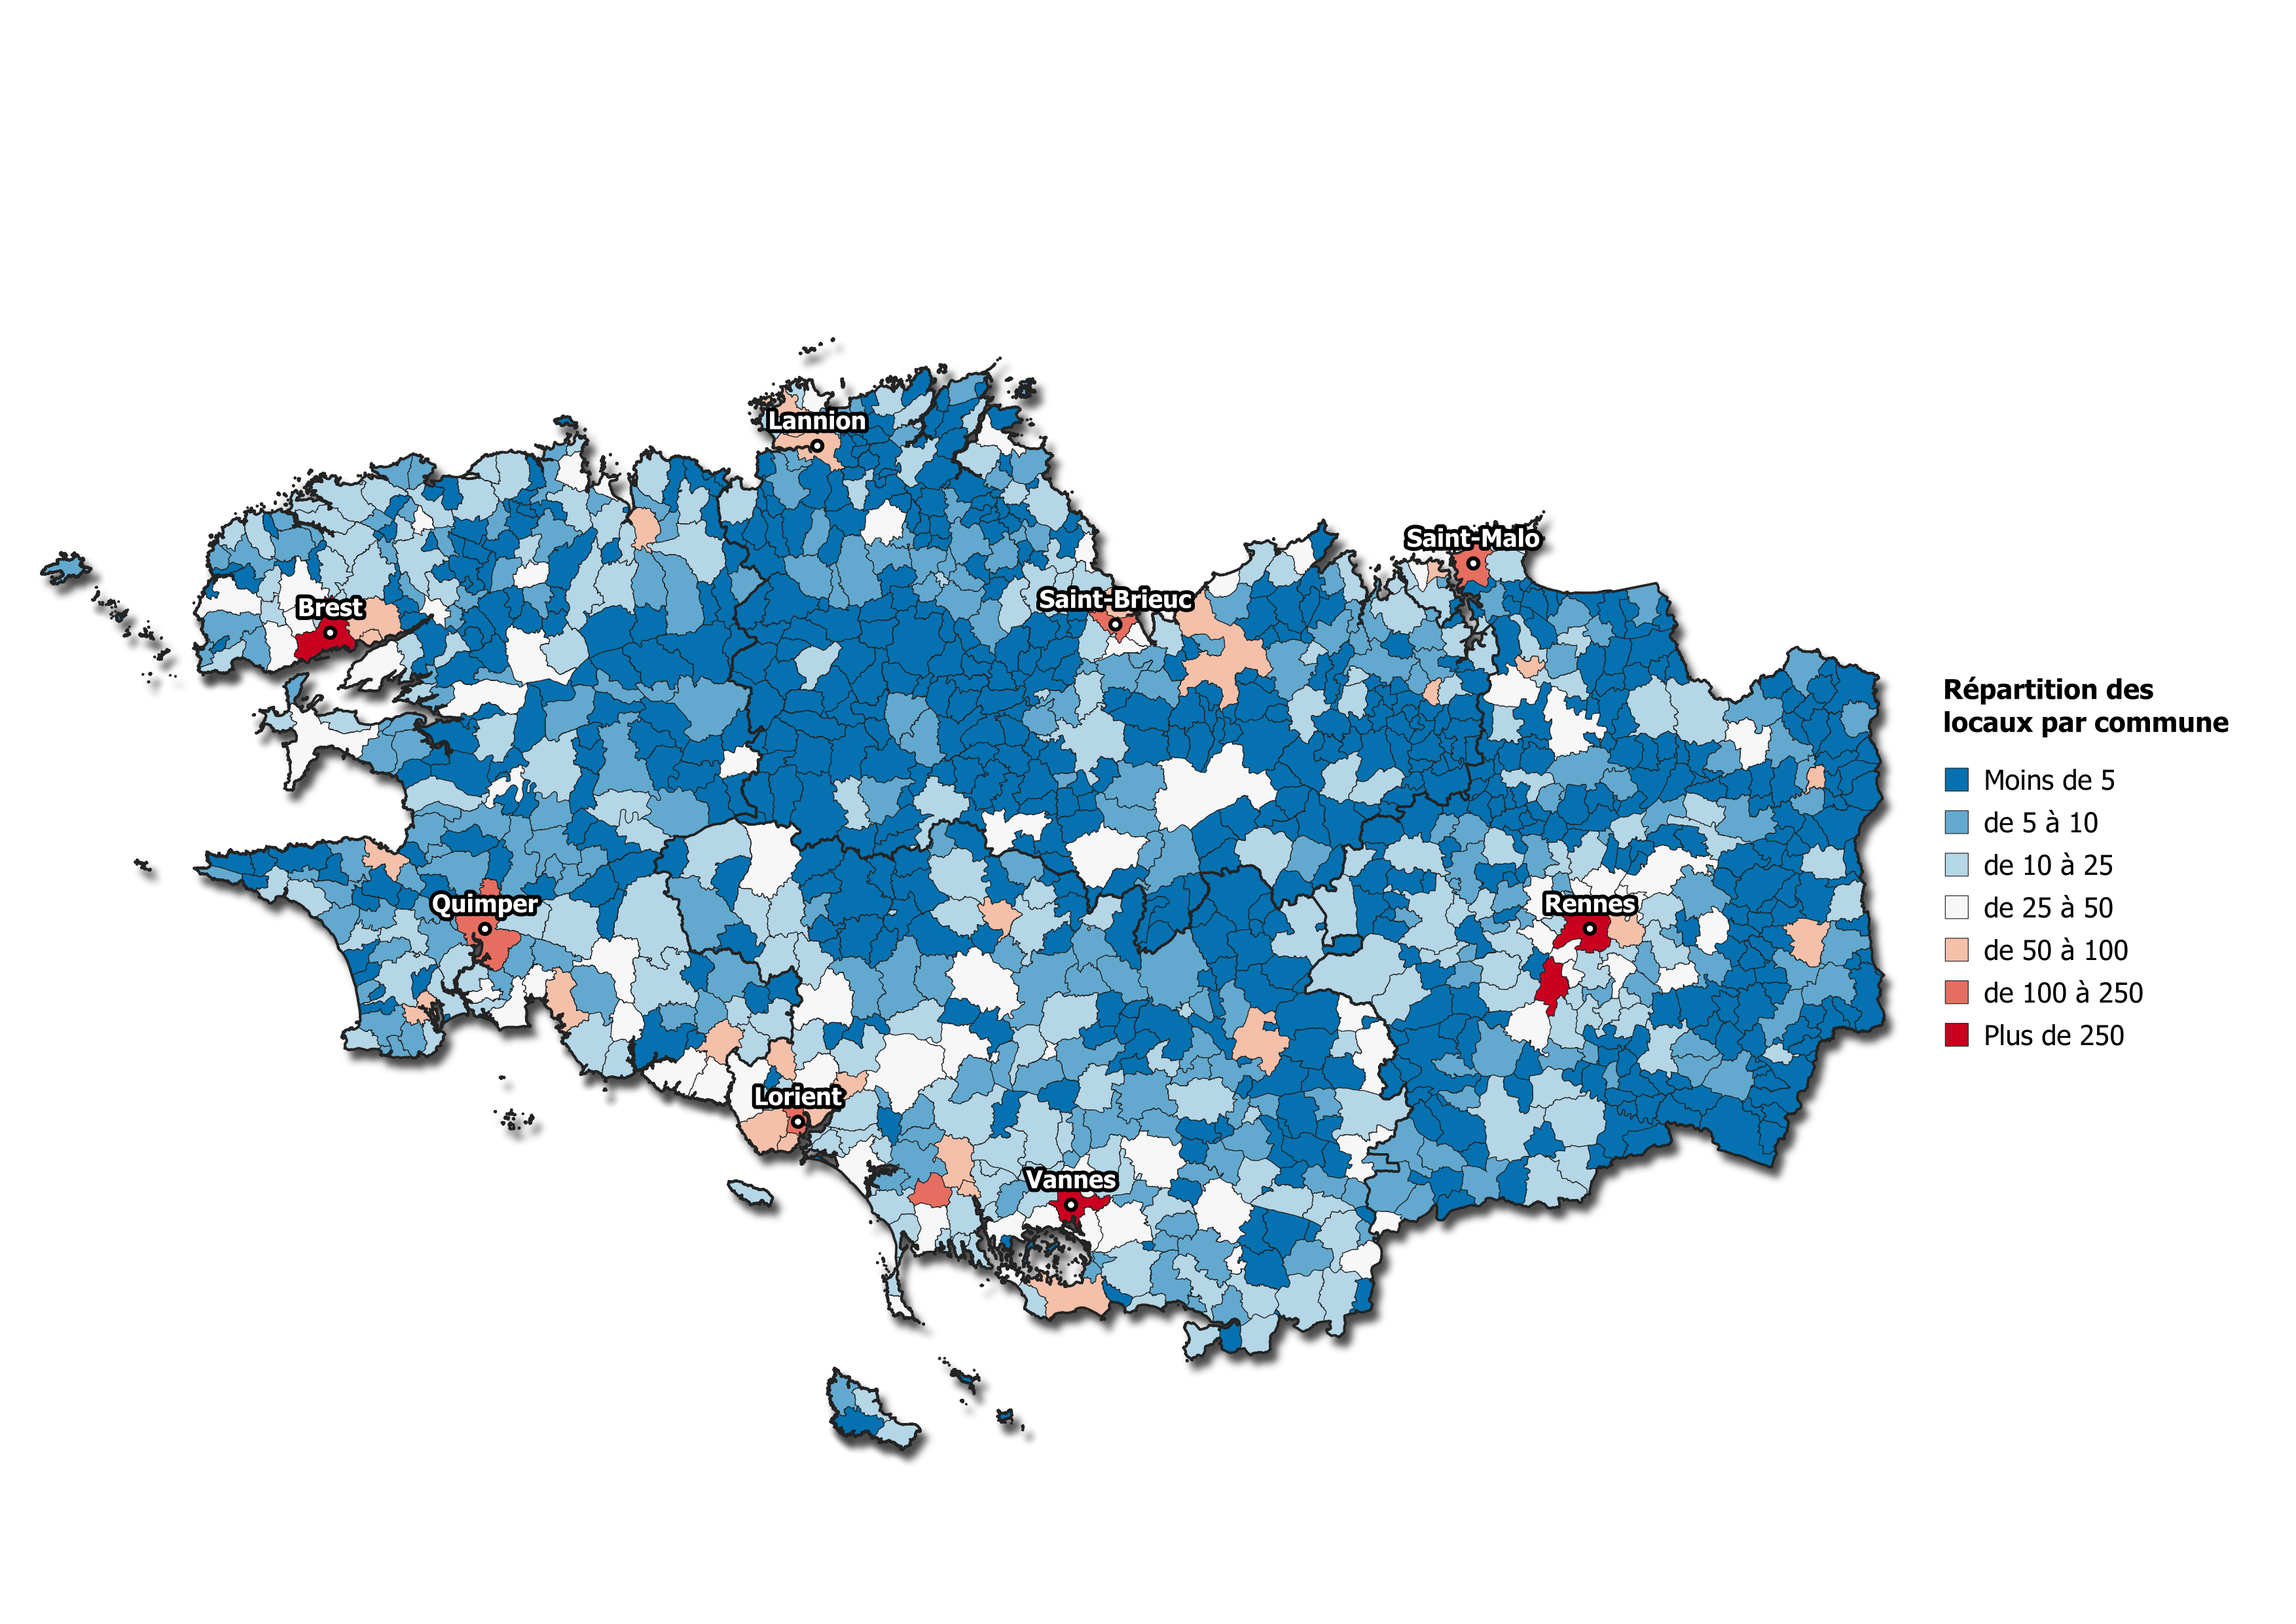 Lannion
Saint-Malo
Saint-Brieuc
Brest
Quimper
Rennes
Lorient
Vannes
Répartition des
locaux par commune
Moins de 5
de 5 à 10
de 10 à 25
de 25 à 50
de 50 à 100
de 100 à 250
Plus de 250